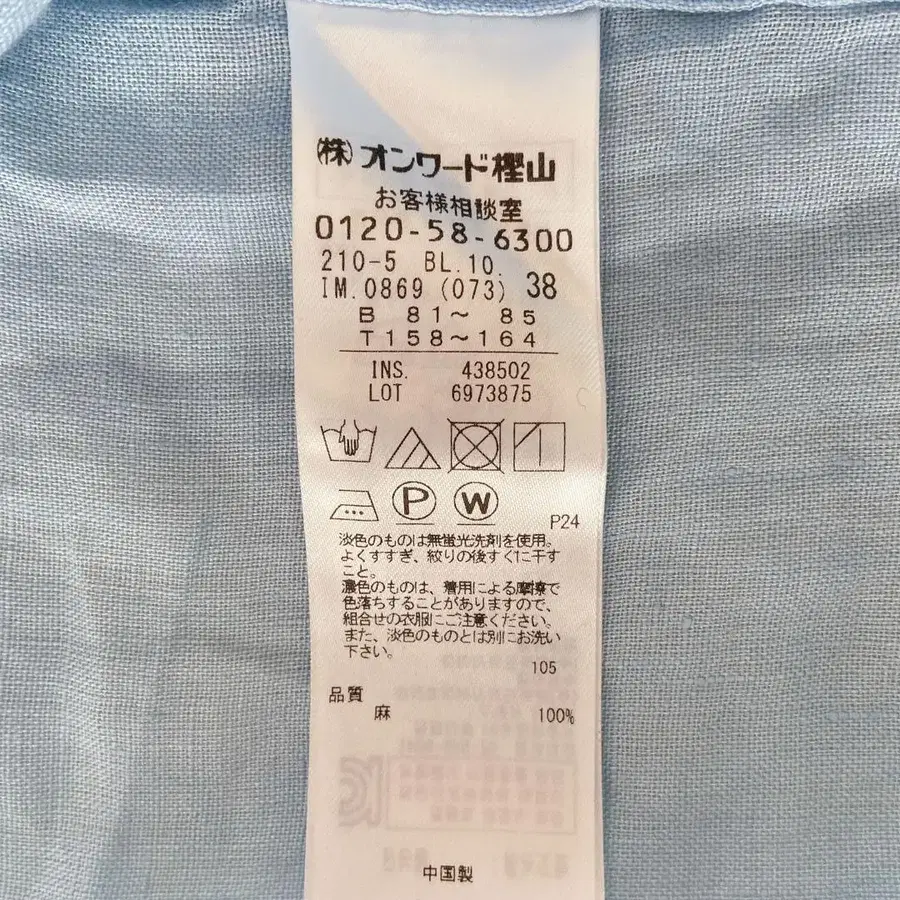 (株)オンワード樫山
お客様相談室
0120-58-6300
210-5 BL.10.
IM.0869 (073) 38
B 81～ 85
T158～164
INS. 438502
LOT 6973875
P W
P24
淡色のものは無蛍光洗剤を使用。
よくすすぎ、絞りの後すぐに干す
こと。
濃色のものは、着用による摩擦で
色落ちすることがありますので、
組合せの衣服にご注意ください。
また、淡色のものとは別にお洗い
下さい。
105
品質
麻 100%
中国製